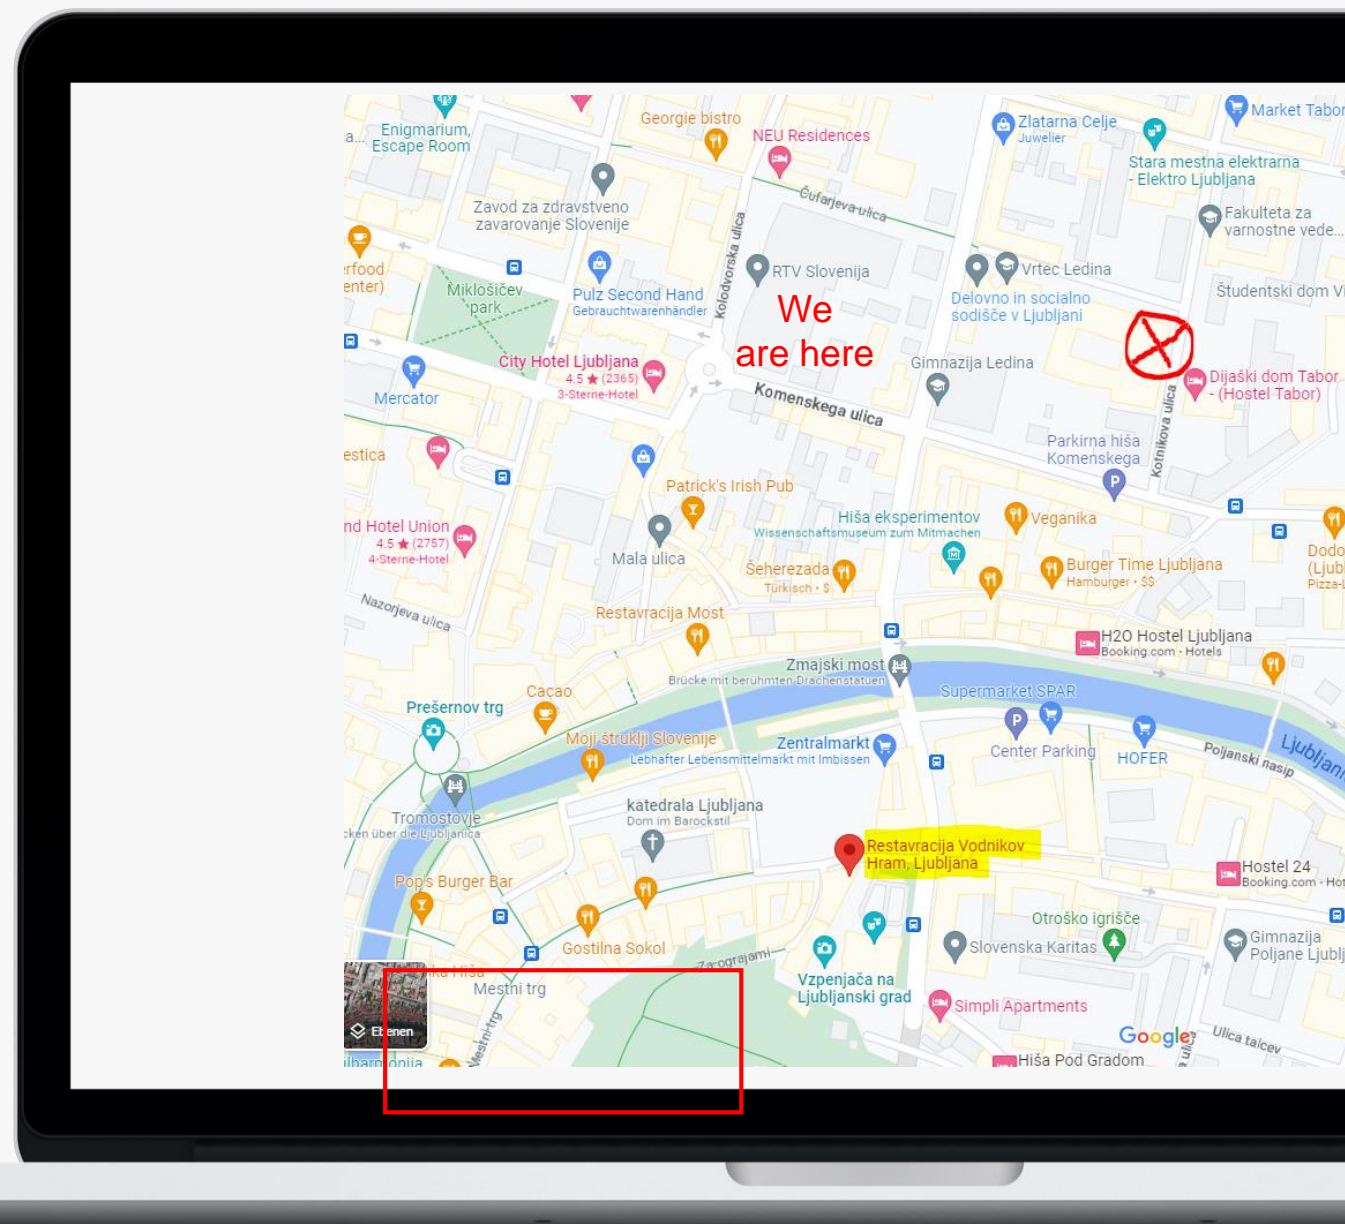 Georgie bistro
NEU Residences
Zlatarna Celje
Juwelier
Market Tabor
Enigmarium,
Escape Room
Stara mestna elektrarna
- Elektro Ljubljana
Čufarjeva ulica
Zavod za zdravstveno
zavarovanje Slovenije
Fakulteta za
varnostne vede...
Kolodvorska ulica
RTV Slovenija
Vrtec Ledina
Miklošičev
park
Pulz Second Hand
Gebrauchtwarenhändler
Delovno in socialno
sodišče v Ljubljani
Študentski dom Vi
We
are here
City Hotel Ljubljana
4.5 ★ (2365)
3-Sterne-Hotel
Gimnazija Ledina
Dijaški dom Tabor
- (Hostel Tabor)
Mercator
Komenskega ulica
Kotnikova ulica
Parkirna hiša
Komenskega
P
estica
Patrick's Irish Pub
nd Hotel Union
4.5 ★ (2757)
4-Sterne-Hotel
Mala ulica
Hiša eksperimentov
Wissenschaftsmuseum zum Mitmachen
Veganika
Šeherezada
Türkisch • $
Burger Time Ljubljana
Hamburger • $$
Dodo
(Ljub
Pizza-L
Nazorjeva ulica
Restavracija Most
H2O Hostel Ljubljana
Booking.com - Hotels
Zmajski most
Brücke mit berühmten Drachenstatuen
Cacao
Supermarket SPAR
Prešernov trg
Moji štruklji Slovenije
Zentralmarkt
Lebhafter Lebensmittelmarkt mit Imbissen
P
Center Parking
HOFER
Poljanski nasip
Ljubljani
Tromostovje
cken über die Ljubljanica
katedrala Ljubljana
Dom im Barockstil
Restavracija Vodnikov
Hram, Ljubljana
Hostel 24
Booking.com - Hot
Pop's Burger Bar
Gostilna Sokol
Otroško igrišče
Slovenska Karitas
Gimnazija
Poljane Ljublj
Za ograjami
Mestni trg
Vzpenjača na
Ljubljanski grad
Simpli Apartments
Mestni trg
Ebenen
Google
Ulica talcev
Hiša Pod Gradom